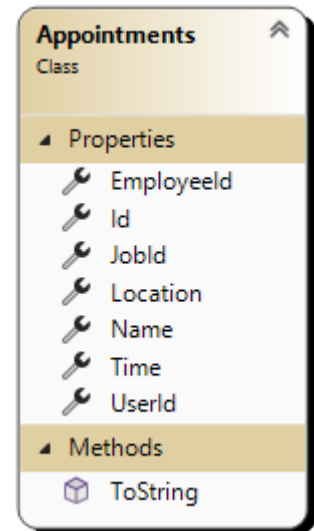 Appointments
Class
Properties
EmployeeId
Id
JobId
Location
Name
Time
UserId
Methods
ToString